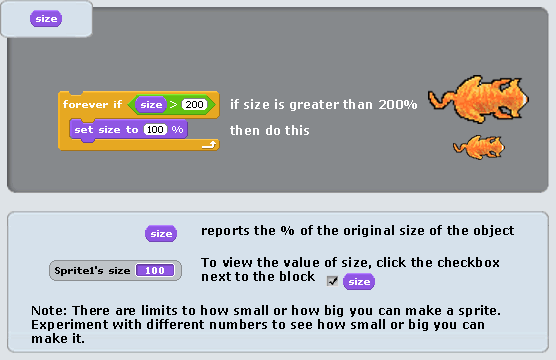 size
forever if size > 200 if size is greater than 200%
set size to 100 % then do this
size reports the % of the original size of the object
To view the value of size, click the checkbox
Sprite1's size 100
next to the block size
Note: There are limits to how small or how big you can make a sprite.
Experiment with different numbers to see how small or big you can
make it.